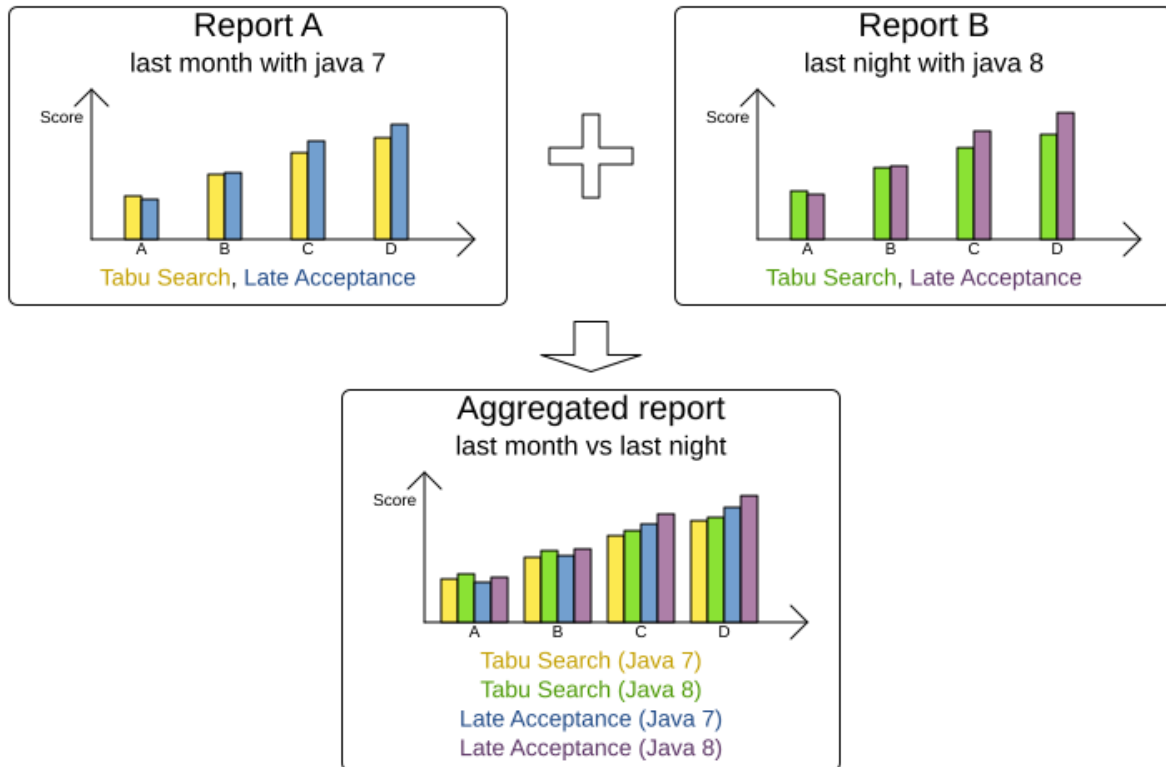 Report A
last month with java 7
Score
A B C D
Tabu Search, Late Acceptance
Report B
last night with java 8
Score
A B C D
Tabu Search, Late Acceptance
Aggregated report
last month vs last night
Score
A B C D
Tabu Search (Java 7)
Tabu Search (Java 8)
Late Acceptance (Java 7)
Late Acceptance (Java 8)